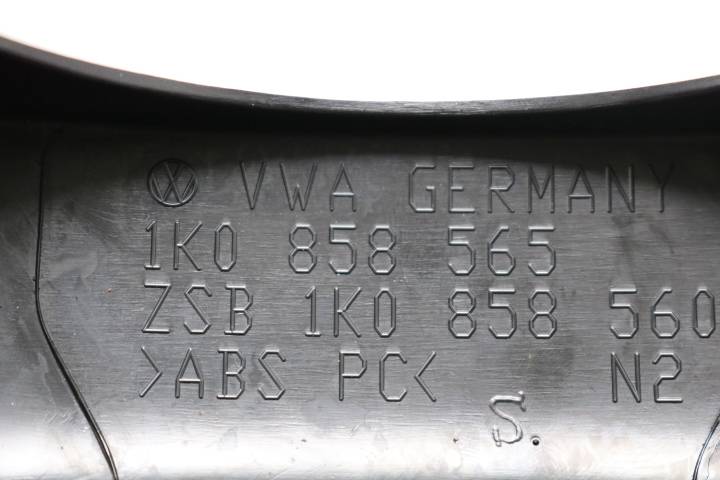 VWA GERMANY
1K0 858 565
ZSB 1K0 858 560
>ABS PC< N2
S.